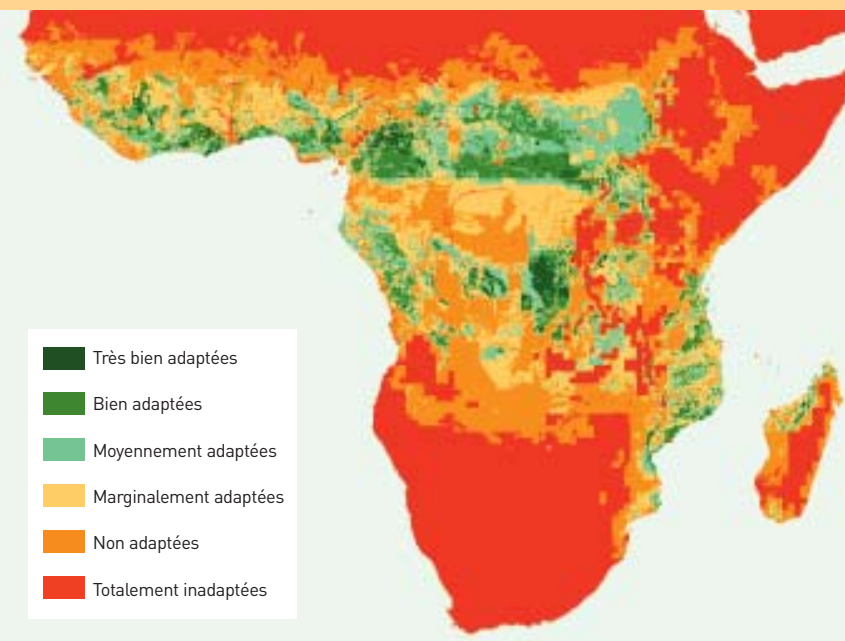 Très bien adaptées
Bien adaptées
Moyennement adaptées
Marginalement adaptées
Non adaptées
Totalement inadaptées